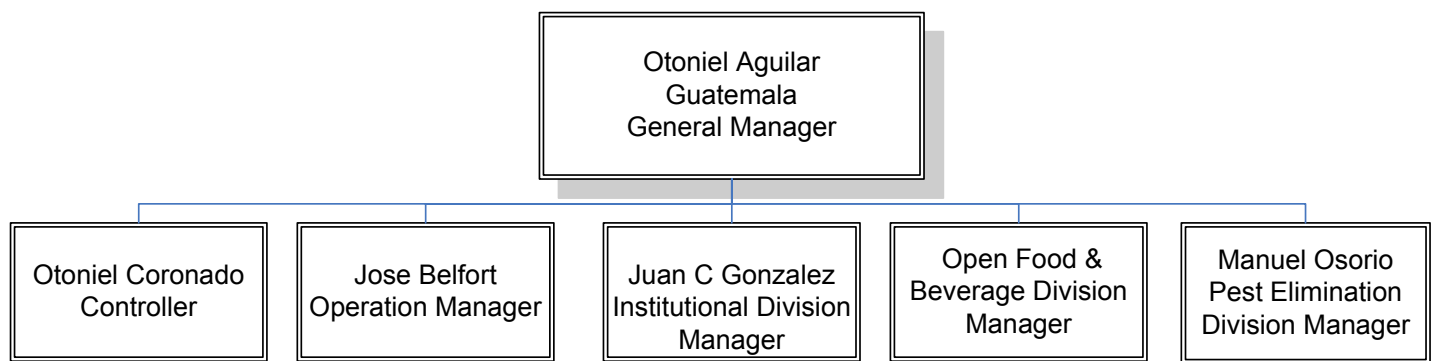 Otoniel Aguilar
Guatemala
General Manager
Otoniel Coronado
Controller
Jose Belfort
Operation Manager
Juan C Gonzalez
Institutional Division
Manager
Open Food &
Beverage Division
Manager
Manuel Osorio
Pest Elimination
Division Manager